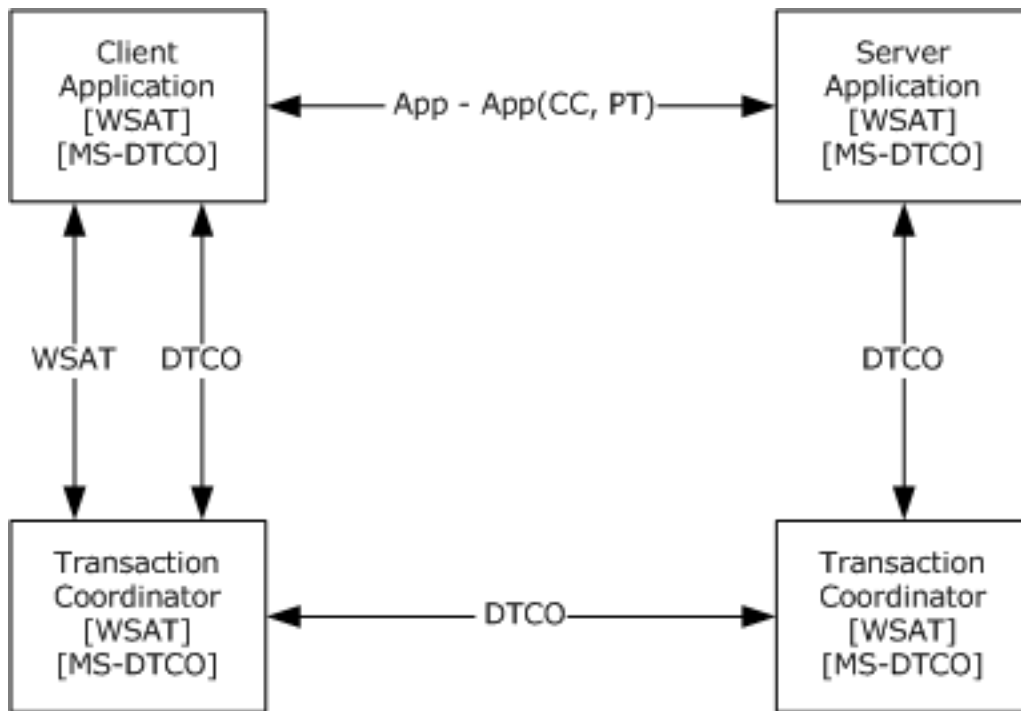 Client
Application
[WSAT]
[MS-DTCO]
App - App(CC, PT)
Server
Application
[WSAT]
[MS-DTCO]
WSAT
DTCO
DTCO
Transaction
Coordinator
[WSAT]
[MS-DTCO]
DTCO
Transaction
Coordinator
[WSAT]
[MS-DTCO]